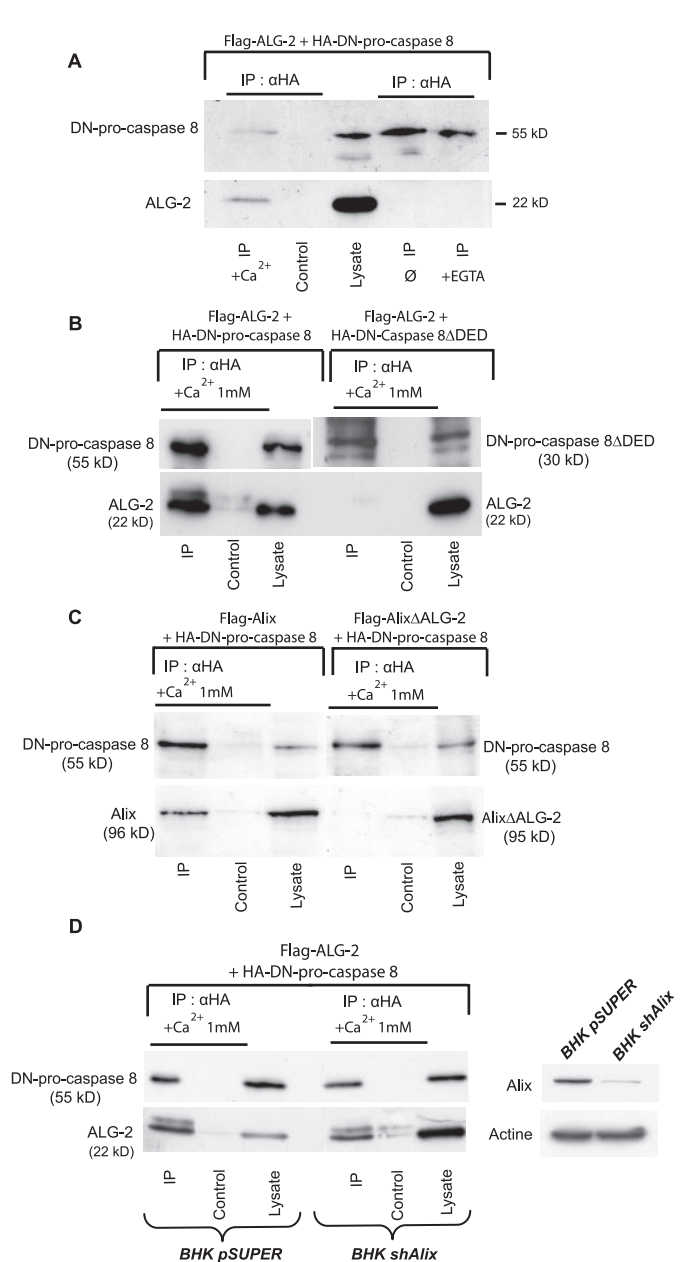 Flag-ALG-2 + HA-DN-pro-caspase 8
A
IP : αHA
IP : αHA
DN-pro-caspase 8
55 kD
ALG-2
22 kD
IP
+Ca2+
Control
Lysate
IP
Ø
IP
+EGTA
B
Flag-ALG-2 +
HA-DN-pro-caspase 8
Flag-ALG-2 +
HA-DN-Caspase 8ΔDED
IP : αHA
+Ca2+ 1mM
IP : αHA
+Ca2+ 1mM
DN-pro-caspase 8
(55 kD)
DN-pro-caspase 8ΔDED
(30 kD)
ALG-2
(22 kD)
ALG-2
(22 kD)
IP
Control
Lysate
IP
Control
Lysate
C
Flag-Alix
+ HA-DN-pro-caspase 8
Flag-AlixΔALG-2
+ HA-DN-pro-caspase 8
IP : αHA
+Ca2+ 1mM
IP : αHA
+Ca2+ 1mM
DN-pro-caspase 8
(55 kD)
DN-pro-caspase 8
(55 kD)
Alix
(96 kD)
AlixΔALG-2
(95 kD)
IP
Control
Lysate
IP
Control
Lysate
D
Flag-ALG-2
+ HA-DN-pro-caspase 8
IP : αHA
+Ca2+ 1mM
IP : αHA
+Ca2+ 1mM
BHK pSUPER
BHK shAlix
DN-pro-caspase 8
(55 kD)
Alix
ALG-2
(22 kD)
Actine
IP
Control
Lysate
IP
Control
Lysate
BHK pSUPER
BHK shAlix